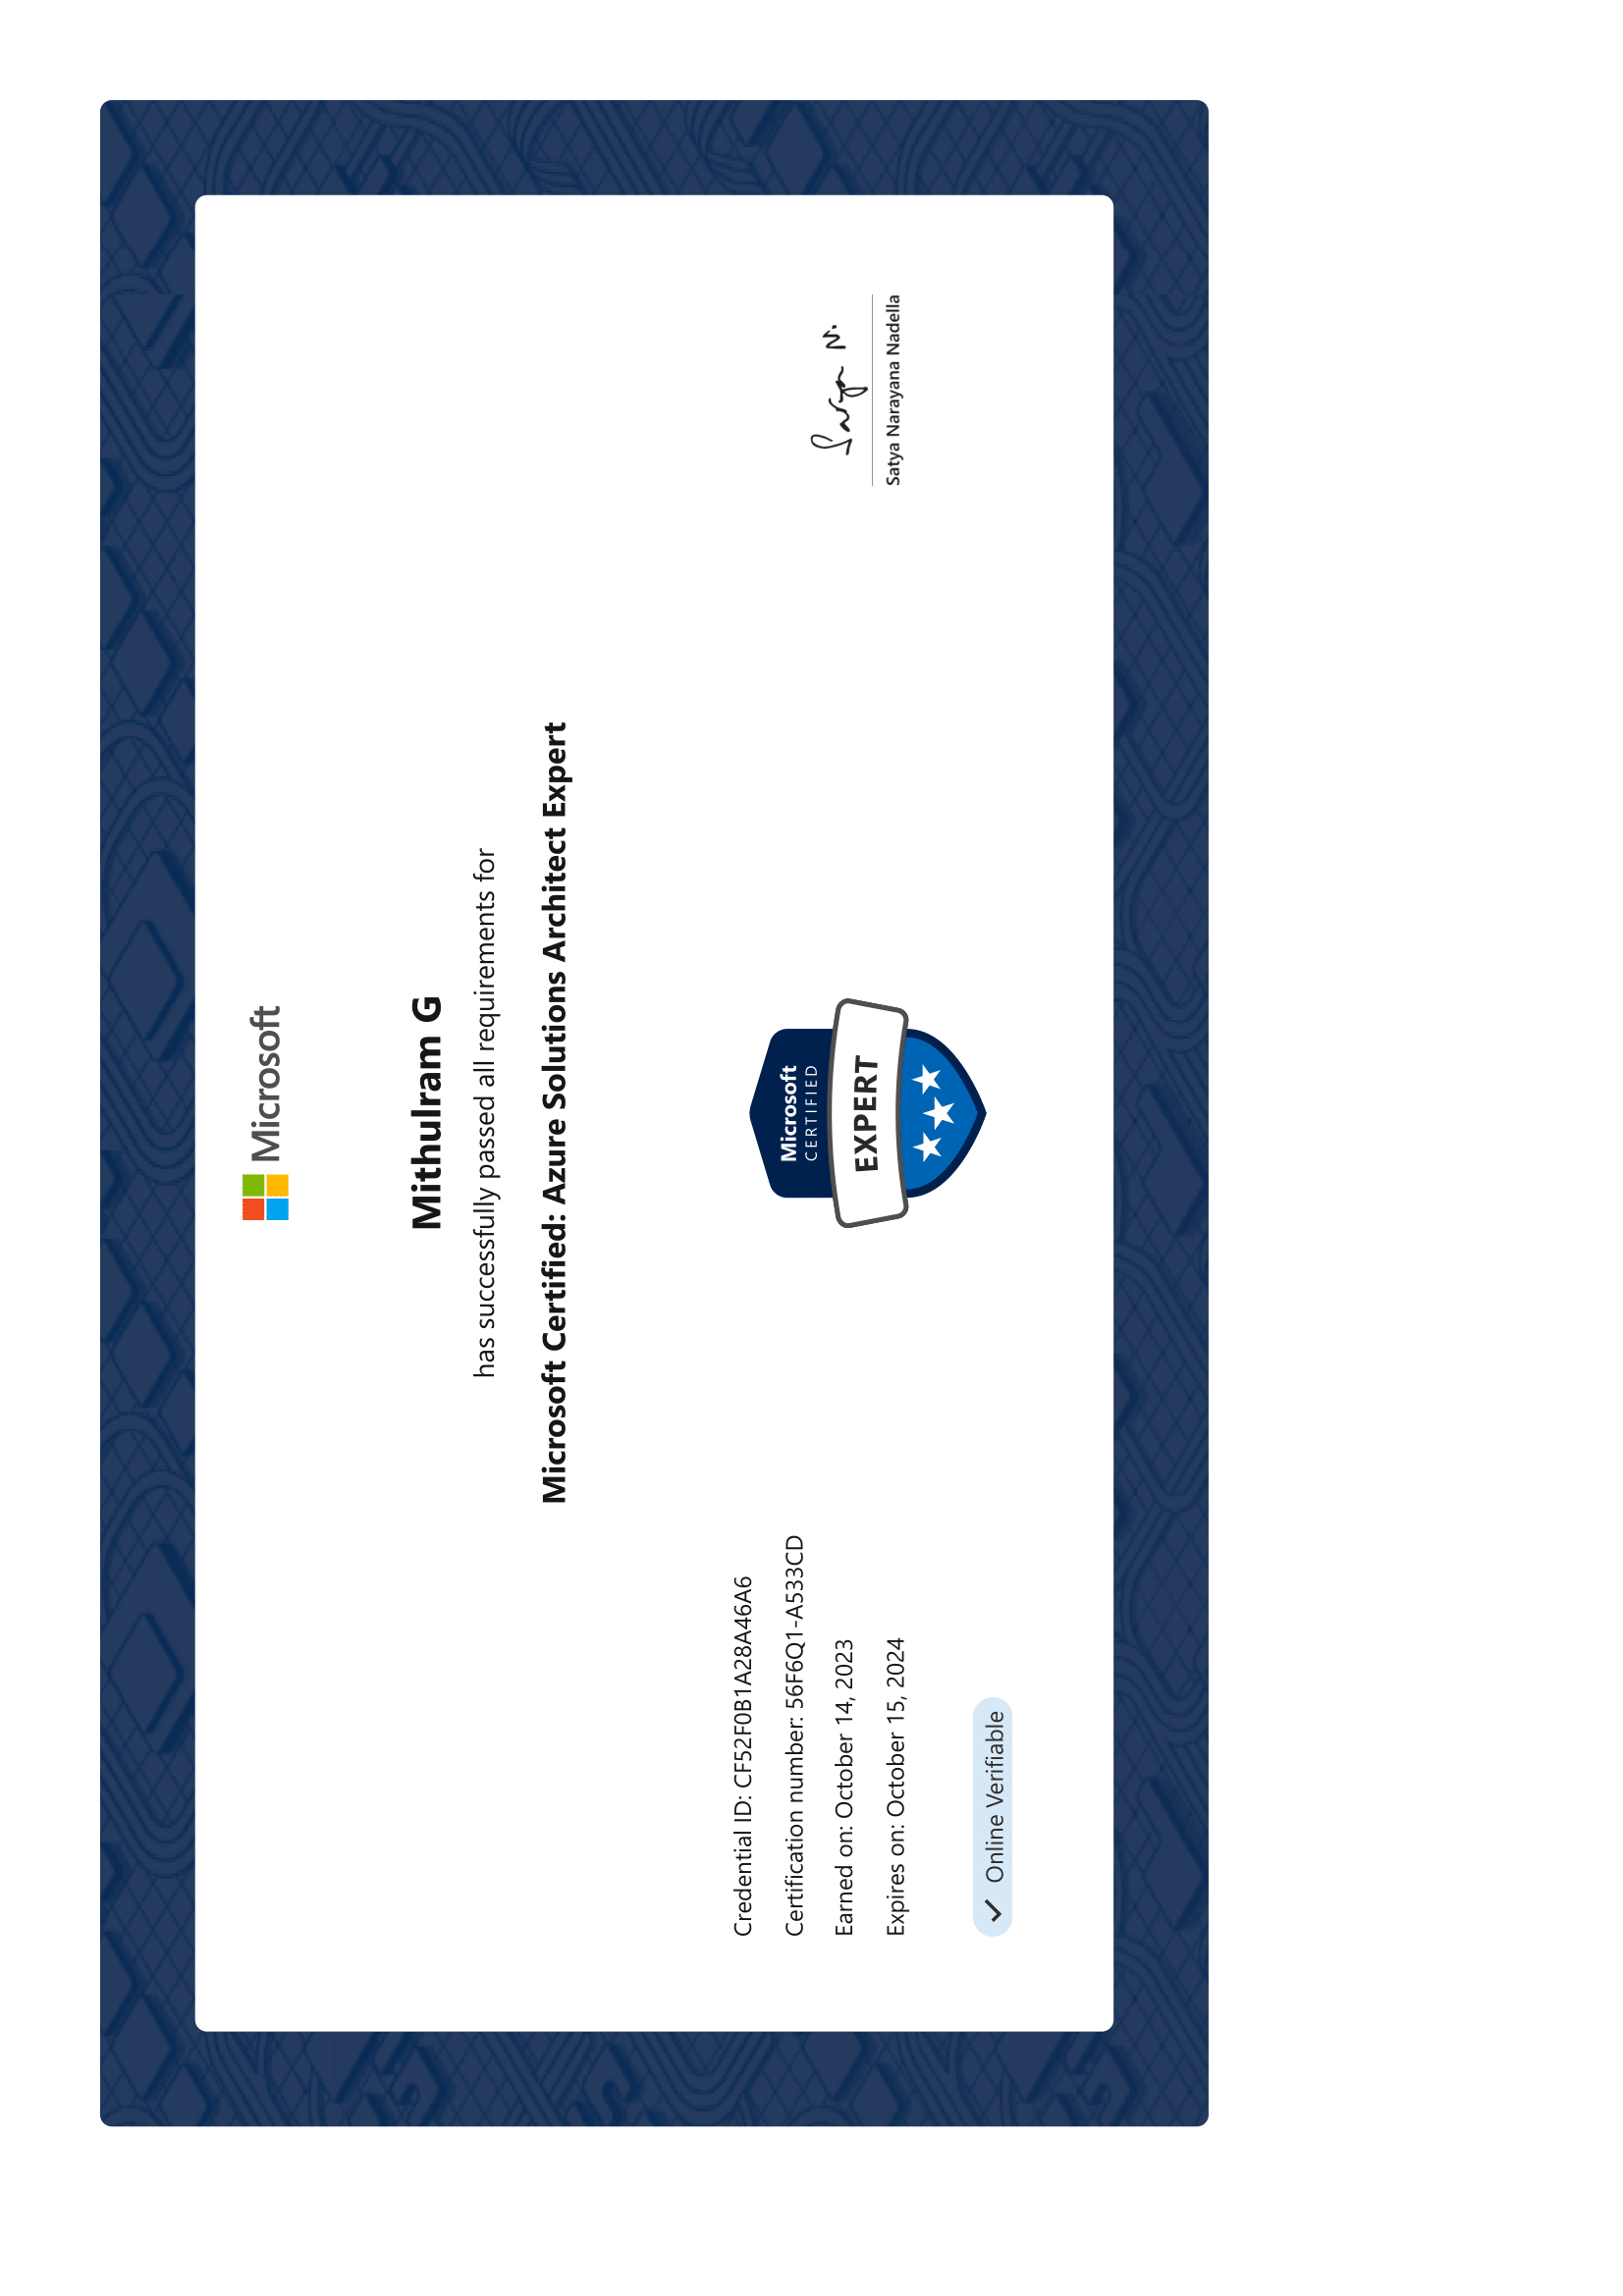 Microsoft
Mithulram G
has successfully passed all requirements for
Microsoft Certified: Azure Solutions Architect Expert
Credential ID: CF52F0B1A28A46A6
Certification number: 56F6Q1-A533CD
Earned on: October 14, 2023
Expires on: October 15, 2024
Online Verifiable
Microsoft
CERTIFIED
EXPERT
Satya N.
Satya Narayana Nadella